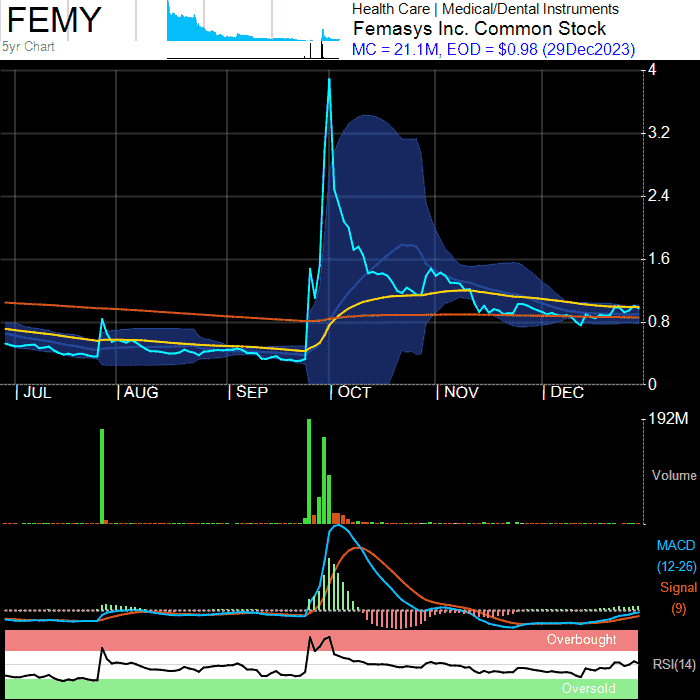 FEMY
5yr Chart
Health Care | Medical/Dental Instruments
Femasys Inc. Common Stock
MC = 21.1M, EOD = $0.98 (29Dec2023)
4
3.2
2.4
1.6
0.8
0
| JUL | AUG | SEP | OCT | NOV | DEC
192M
Volume
MACD
(12-26)
Signal
(9)
Overbought
RSI(14)
Oversold